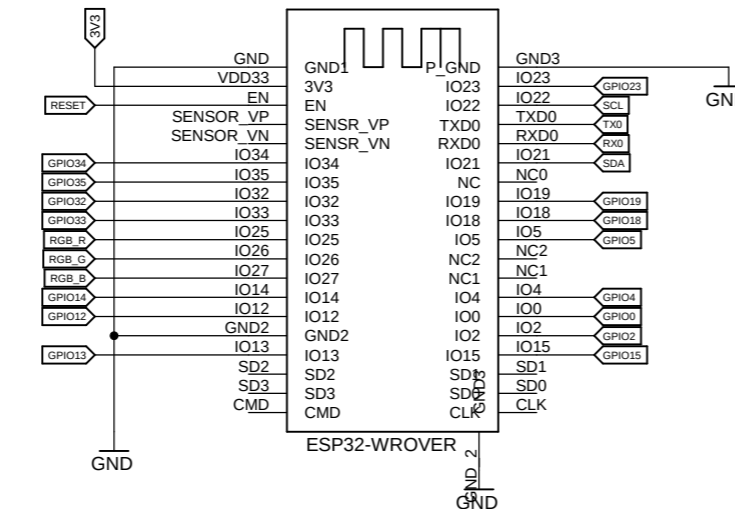 3V3
GND GND1 P_GND GND3
VDD33 3V3 IO23 IO23 GPIO23
RESET EN EN IO22 IO22 SCL
SENSOR_VP SENSR_VP TXD0 TXD0 TX0
SENSOR_VN SENSR_VN RXD0 RXD0 RX0
GPIO34 IO34 IO34 IO21 IO21 SDA
GPIO35 IO35 IO35 NC NC0
GPIO32 IO32 IO32 IO19 IO19 GPIO19
GPIO33 IO33 IO33 IO18 IO18 GPIO18
RGB_R IO25 IO25 IO5 IO5 GPIO5
RGB_G IO26 IO26 NC2 NC2
RGB_B IO27 IO27 NC1 NC1
GPIO14 IO14 IO14 IO4 IO4 GPIO4
GPIO12 IO12 IO12 IO0 IO0 GPIO0
GND2 GND2 IO2 IO2 GPIO2
GPIO13 IO13 IO13 IO15 IO15 GPIO15
SD2 SD2 SD1 SD1
SD3 SD3 SD0 SD0
CMD CMD CLK CLK
GND3
GN
ESP32-WROVER
GND
GND_2
GND